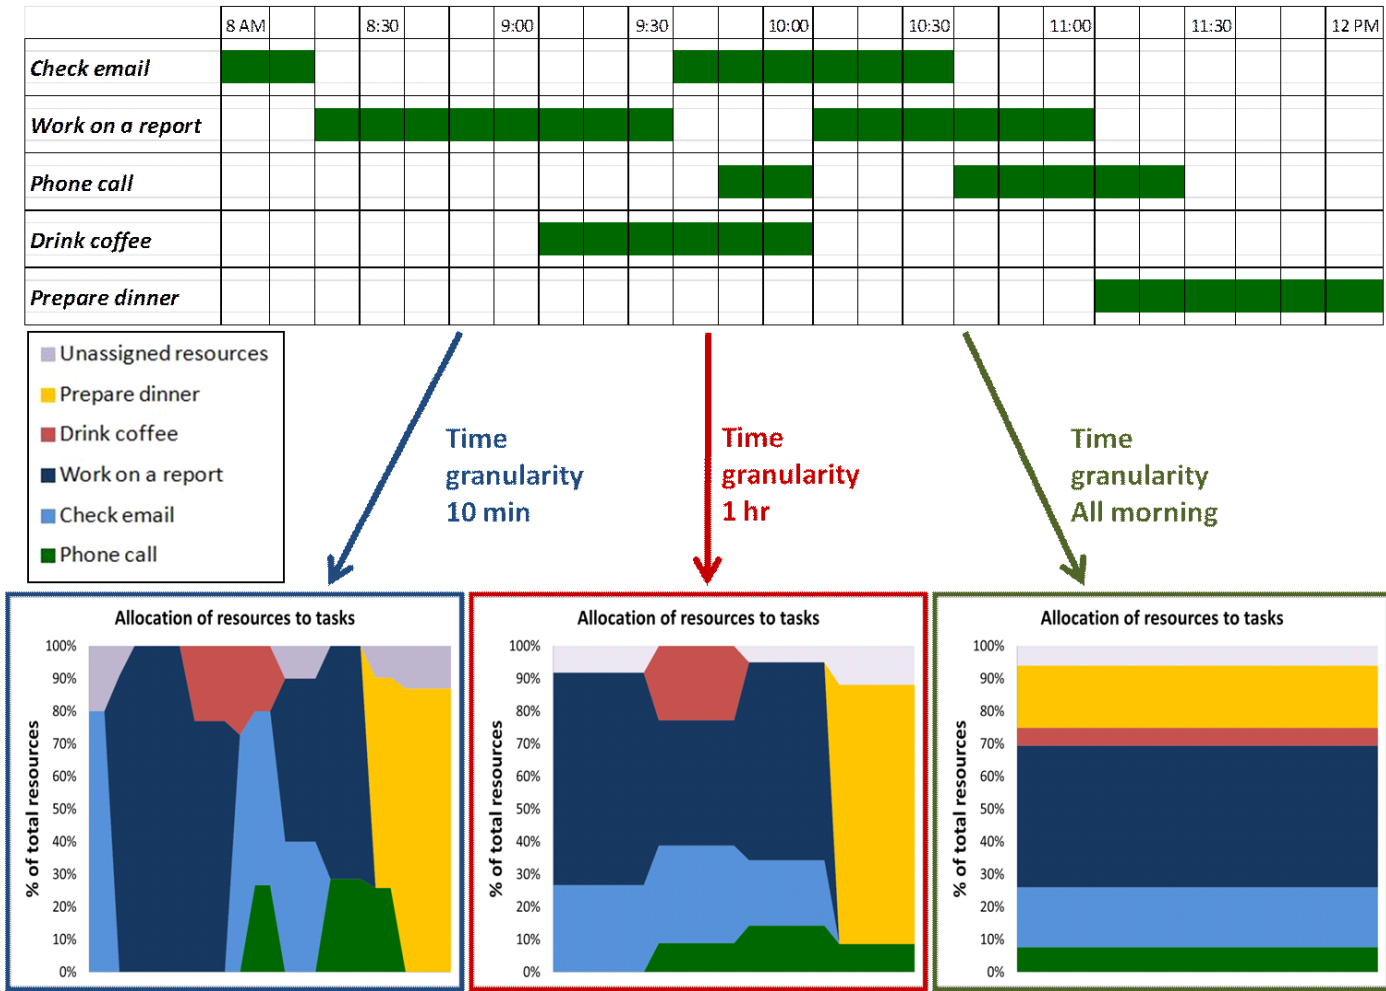 8 AM 8:30 9:00 9:30 10:00 10:30 11:00 11:30 12 PM
Check email
Work on a report
Phone call
Drink coffee
Prepare dinner
Unassigned resources
Prepare dinner
Drink coffee
Work on a report
Check email
Phone call
Time
granularity
10 min
Time
granularity
1 hr
Time
granularity
All morning
Allocation of resources to tasks
% of total resources
100%
90%
80%
70%
60%
50%
40%
30%
20%
10%
0%
Allocation of resources to tasks
% of total resources
100%
90%
80%
70%
60%
50%
40%
30%
20%
10%
0%
Allocation of resources to tasks
% of total resources
100%
90%
80%
70%
60%
50%
40%
30%
20%
10%
0%